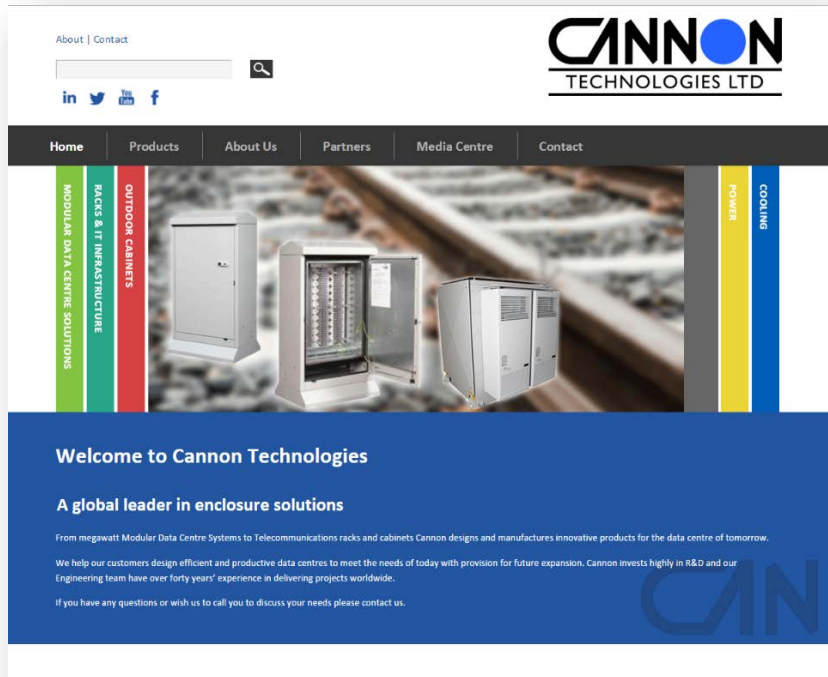 About | Contact
CANNON
TECHNOLOGIES LTD
in You Tube f
Home Products About Us Partners Media Centre Contact
MODULAR DATA CENTRE SOLUTIONS
RACKS & IT INFRASTRUCTURE
OUTDOOR CABINETS
POWER
COOLING
Welcome to Cannon Technologies
A global leader in enclosure solutions
From megawatt Modular Data Centre Systems to Telecommunications racks and cabinets Cannon designs and manufactures innovative products for the data centre of tomorrow.
We help our customers design efficient and productive data centres to meet the needs of today with provision for future expansion. Cannon invests highly in R&D and our
Engineering team have over forty years' experience in delivering projects worldwide.
If you have any questions or wish us to call you to discuss your needs please contact us.
CAN